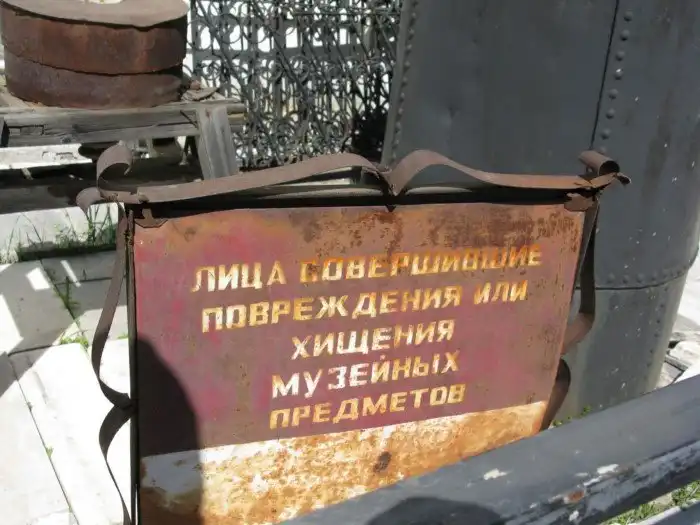 ЛИЦА СОВЕРШИВШИЕ
ПОВРЕЖДЕНИЯ ИЛИ
ХИЩЕНИЯ
МУЗЕЙНЫХ
ПРЕДМЕТОВ